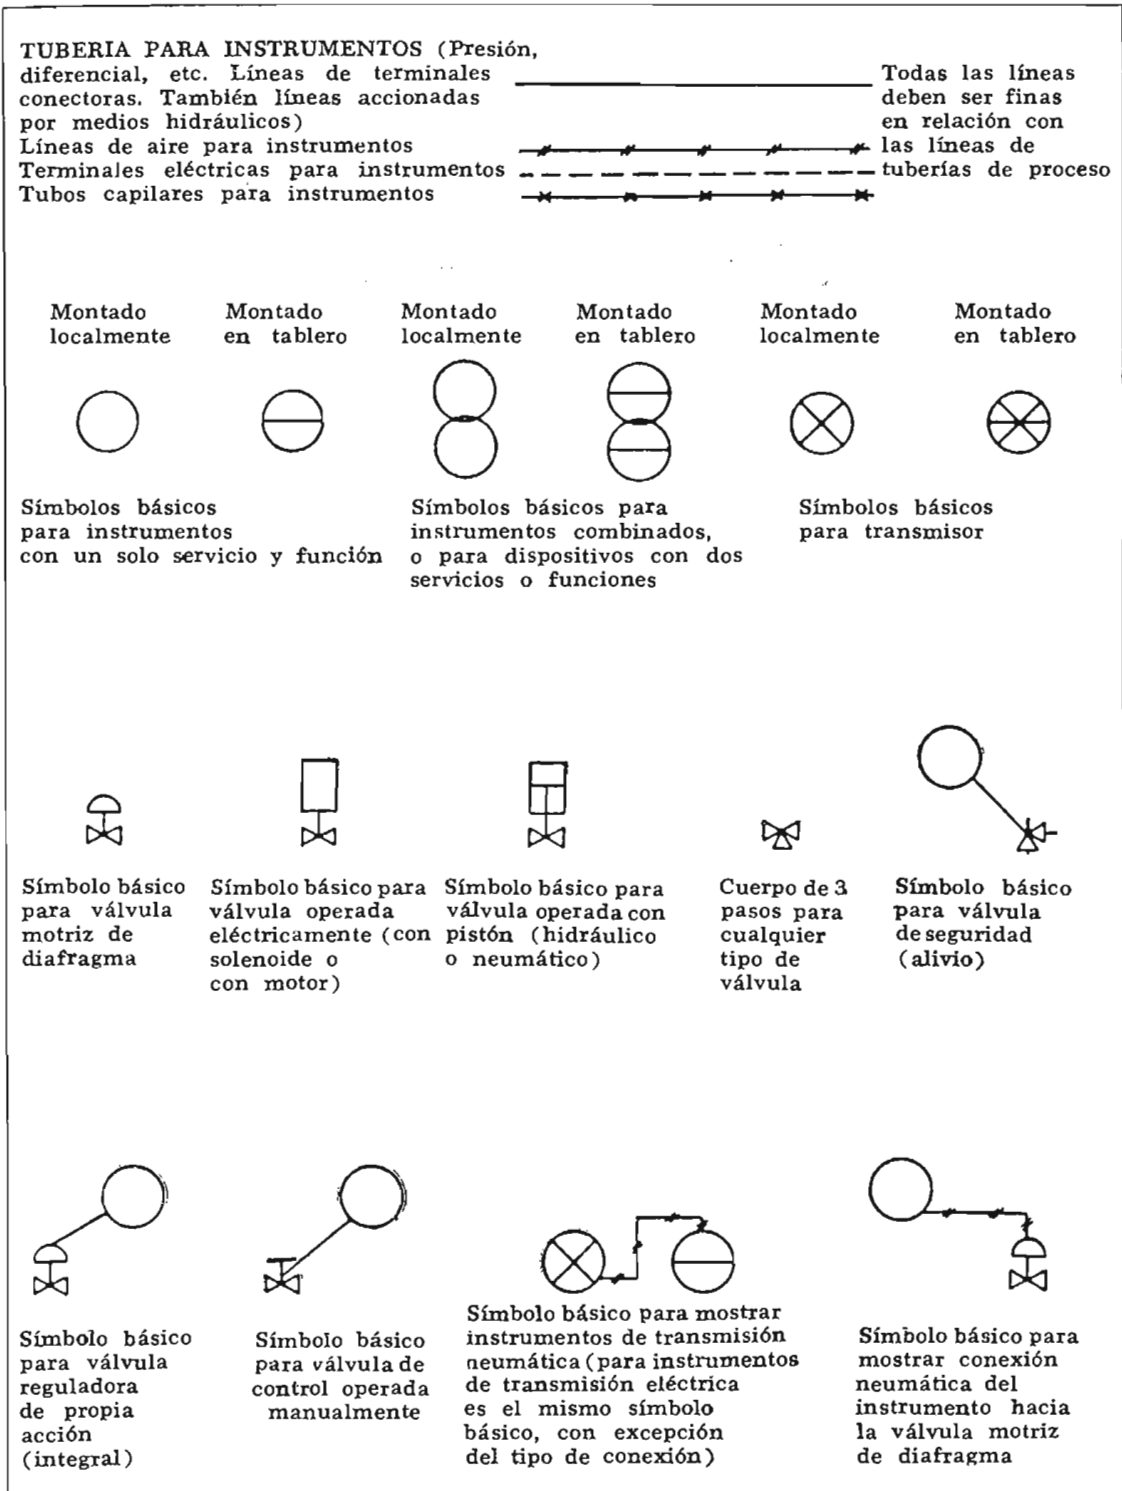 TUBERIA PARA INSTRUMENTOS (Presión,
diferencial, etc. Líneas de terminales
conectoras. También líneas accionadas
por medios hidráulicos)
Líneas de aire para instrumentos
Terminales eléctricas para instrumentos
Tubos capilares para instrumentos
Todas las líneas
deben ser finas
en relación con
las líneas de
tuberías de proceso
Montado
localmente
Montado
en tablero
Montado
localmente
Montado
en tablero
Montado
localmente
Montado
en tablero
Símbolos básicos
para instrumentos
con un solo servicio y función
Símbolos básicos para
instrumentos combinados,
o para dispositivos con dos
servicios o funciones
Símbolos básicos
para transmisor
Símbolo básico
para válvula
motriz de
diafragma
Símbolo básico para
válvula operada
eléctricamente (con
solenoide o
con motor)
Símbolo básico para
válvula operada con
pistón (hidráulico
o neumático)
Cuerpo de 3
pasos para
cualquier
tipo de
válvula
Símbolo básico
para válvula
de seguridad
(alivio)
Símbolo básico
para válvula
reguladora
de propia
acción
(integral)
Símbolo básico
para válvula de
control operada
manualmente
Símbolo básico para mostrar
instrumentos de transmisión
neumática (para instrumentos
de transmisión eléctrica
es el mismo símbolo
básico, con excepción
del tipo de conexión)
Símbolo básico para
mostrar conexión
neumática del
instrumento hacia
la válvula motriz
de diafragma